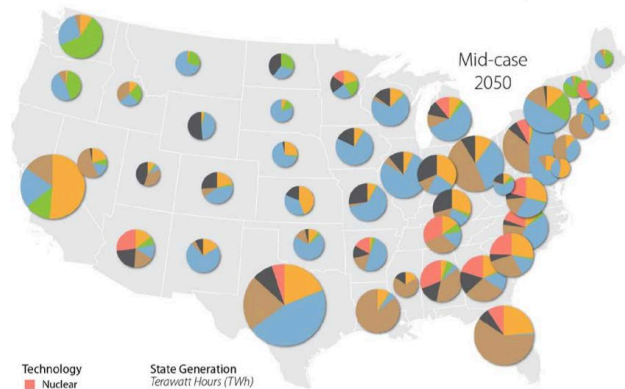 Mid-case
2050
Technology
Nuclear
State Generation
Terawatt Hours (TWh)